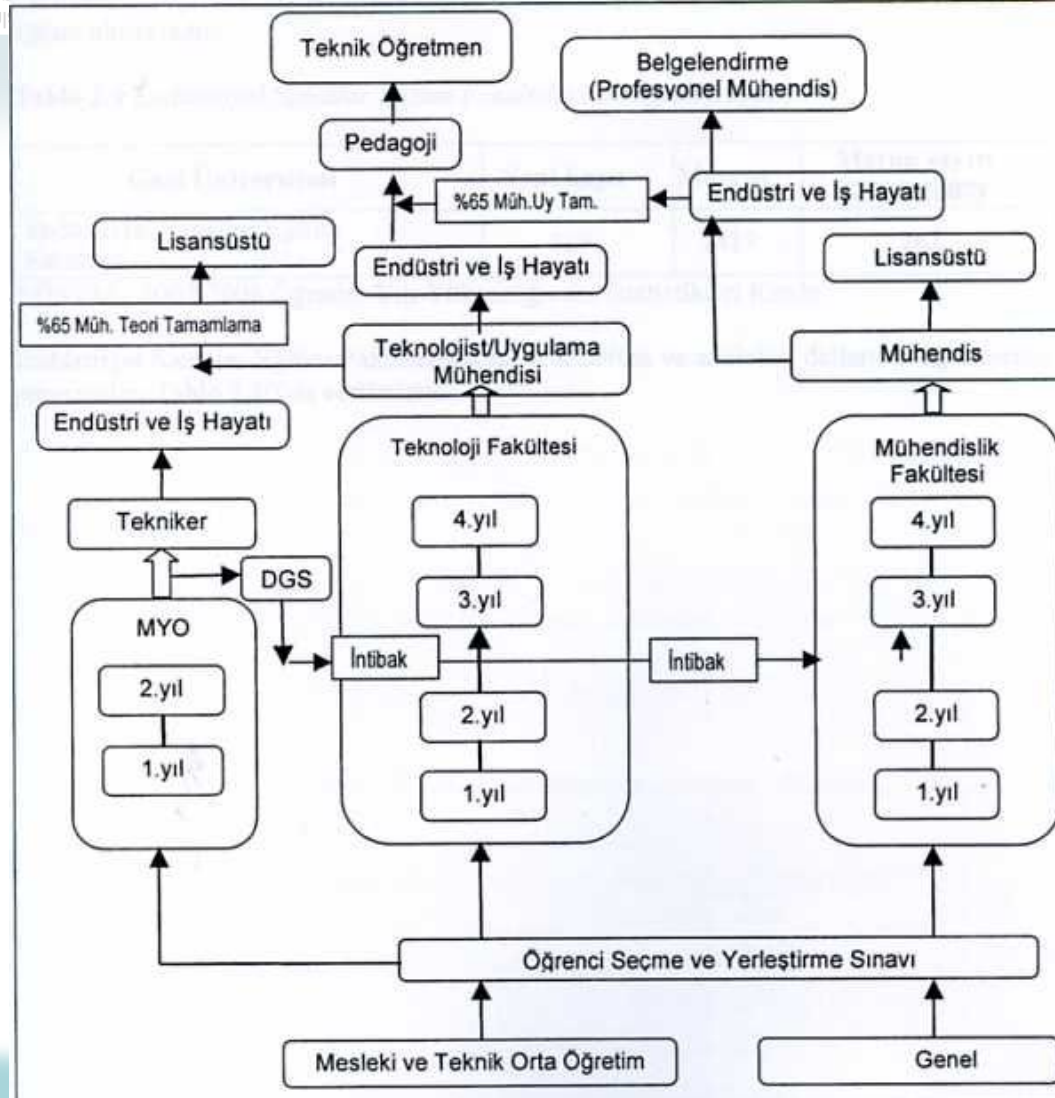 Teknik Öğretmen
Belgelendirme
(Profesyonel Mühendis)
Pedagoji
Endüstri ve İş Hayatı
%65 Müh.Uy Tam.
Lisansüstü
Endüstri ve İş Hayatı
Lisansüstü
%65 Müh. Teori Tamamlama
Teknolojist/Uygulama
Mühendisi
Mühendis
Endüstri ve İş Hayatı
Teknoloji Fakültesi
Mühendislik
Fakültesi
Tekniker
4.yıl
4.yıl
DGS
3.yıl
3.yıl
MYO
İntibak
İntibak
2.yıl
2.yıl
2.yıl
1.yıl
1.yıl
1.yıl
Öğrenci Seçme ve Yerleştirme Sınavı
Mesleki ve Teknik Orta Öğretim
Genel